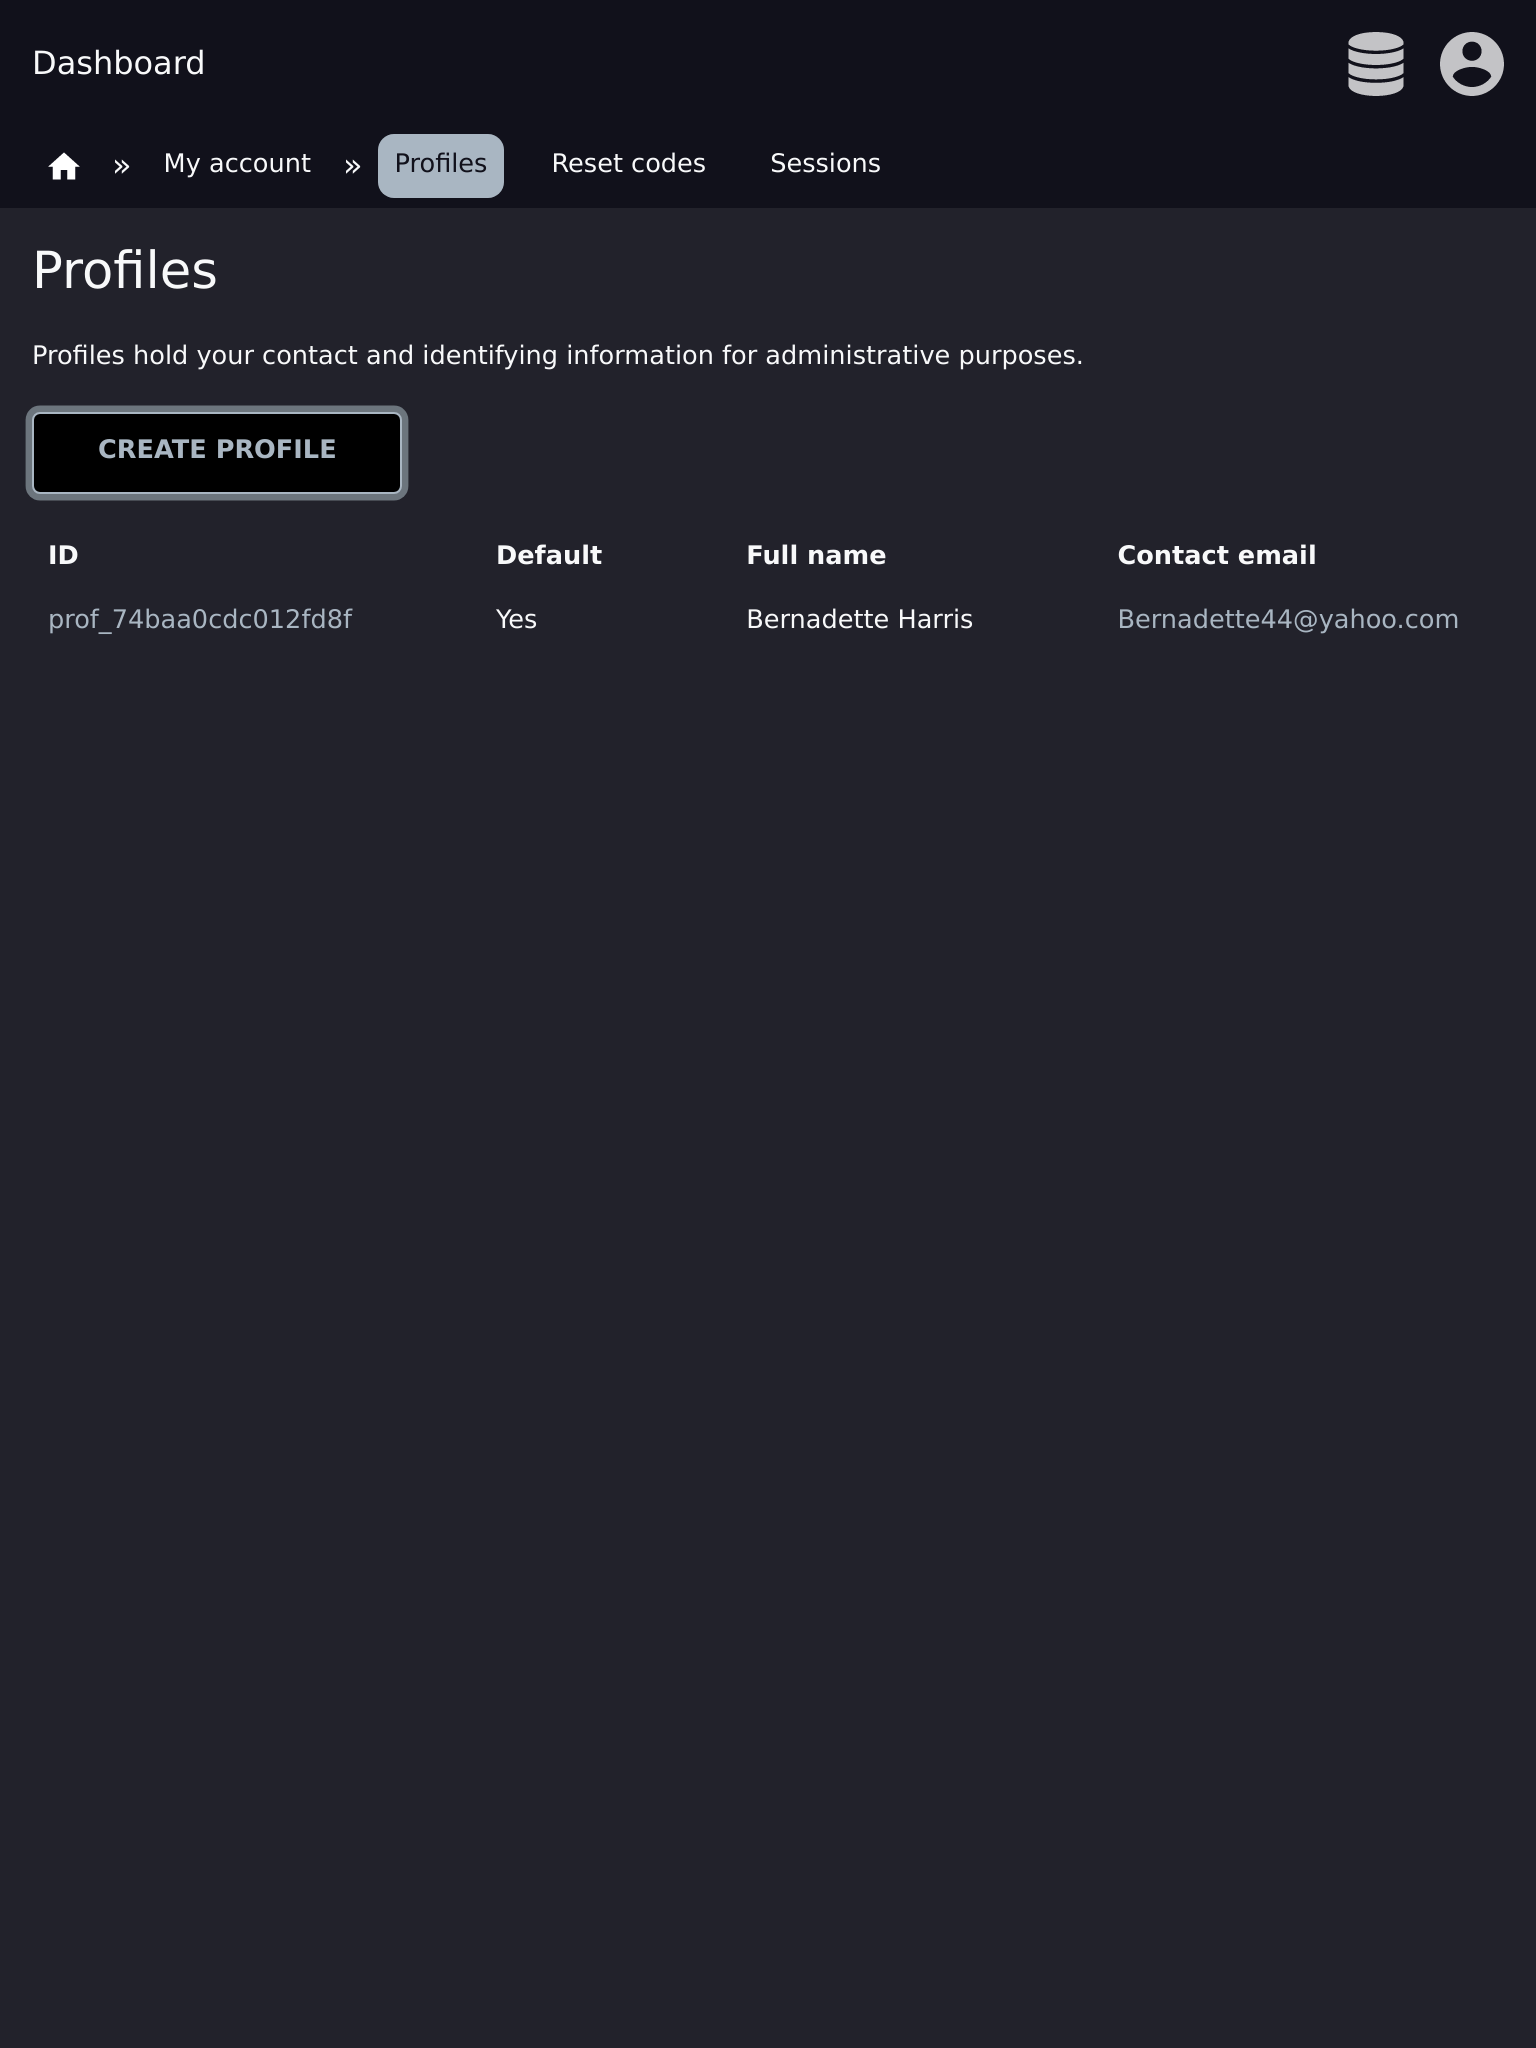 Dashboard
» My account » Profiles Reset codes Sessions
Profiles
Profiles hold your contact and identifying information for administrative purposes.
CREATE PROFILE
ID Default Full name Contact email
prof_74baa0cdc012fd8f Yes Bernadette Harris Bernadette44@yahoo.com